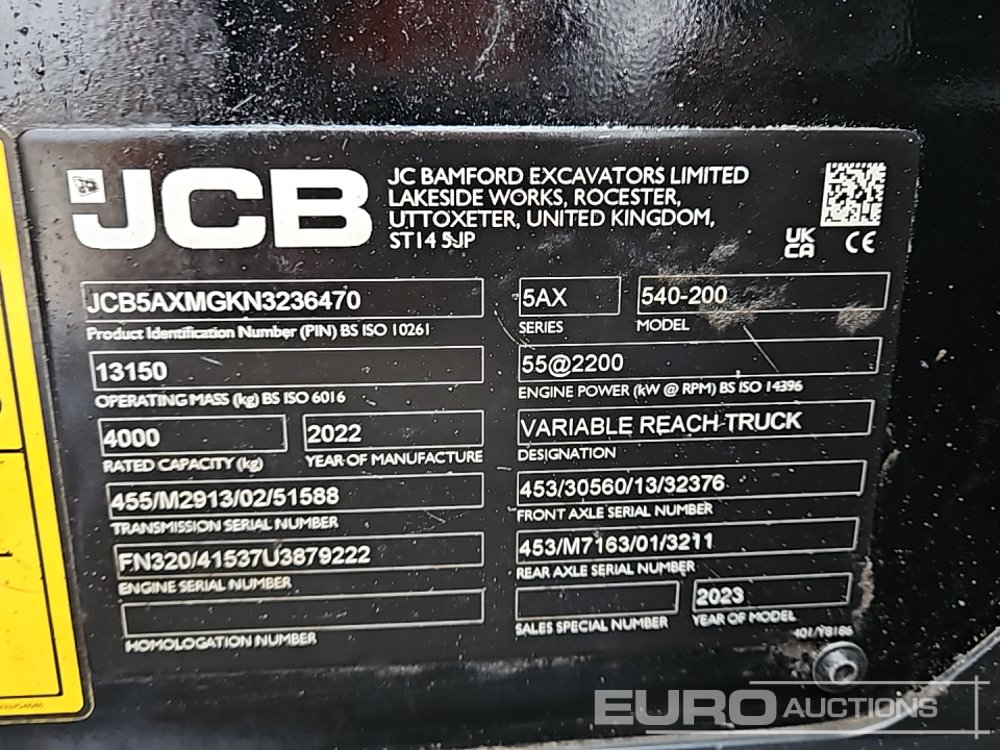 JCB
JC BAMFORD EXCAVATORS LIMITED
LAKESIDE WORKS, ROCESTER,
UTTOXETER, UNITED KINGDOM,
ST14 5JP
UK
CA
CE
JCB5AXMGKN3236470
Product Identification Number (PIN) BS ISO 10261
5AX
SERIES
540-200
MODEL
13150
OPERATING MASS (kg) BS ISO 6016
55@2200
ENGINE POWER (kW @ RPM) BS ISO 14396
4000
RATED CAPACITY (kg)
2022
YEAR OF MANUFACTURE
VARIABLE REACH TRUCK
DESIGNATION
455/M2913/02/51588
TRANSMISSION SERIAL NUMBER
453/30560/13/32376
FRONT AXLE SERIAL NUMBER
FN320/41537U3879222
ENGINE SERIAL NUMBER
453/M7163/01/3211
REAR AXLE SERIAL NUMBER
HOMOLOGATION NUMBER
SALES SPECIAL NUMBER
2023
YEAR OF MODEL
401/Y8186
EURO AUCTIONS